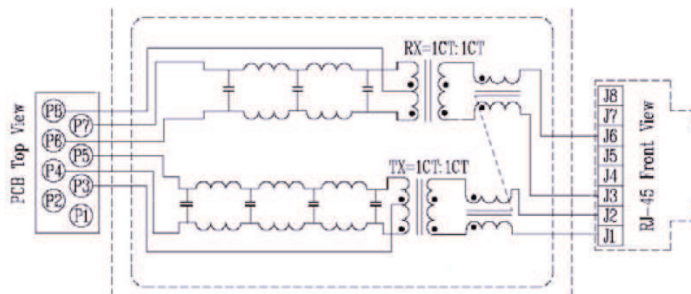 RX=1CT:1CT
PCB Top View
P8
P7
P6
P5
P4
P3
P2
P1
TX=1CT:1CT
J8
J7
J6
J5
J4
J3
J2
J1
RJ-45 Front View